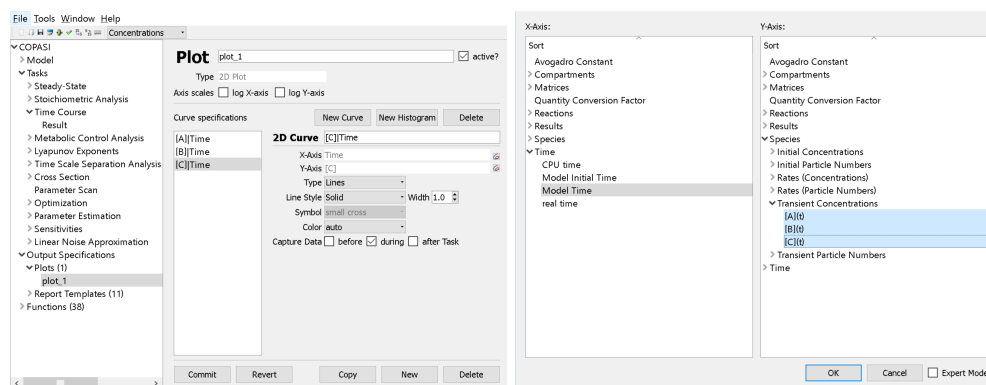 File Tools Window Help
Concentrations
COPASI
Model
Tasks
Steady-State
Stoichiometric Analysis
Time Course
Result
Metabolic Control Analysis
Lyapunov Exponents
Time Scale Separation Analysis
Cross Section
Parameter Scan
Optimization
Parameter Estimation
Sensitivities
Linear Noise Approximation
Output Specifications
Plots (1)
plot_1
Report Templates (11)
Functions (38)
Plot plot_1 active?
Type 2D Plot
Axis scales log X-axis log Y-axis
Curve specifications New Curve New Histogram Delete
[A]|Time
[B]|Time
[C]|Time
2D Curve [C]|Time
X-Axis Time
Y-Axis [C]
Type Lines
Line Style Solid Width 1.0
Symbol small cross
Color auto
Capture Data before during after Task
Commit Revert Copy New Delete
X-Axis:
Sort
Avogadro Constant
Compartments
Matrices
Quantity Conversion Factor
Reactions
Results
Species
Time
CPU time
Model Initial Time
Model Time
real time
Y-Axis:
Sort
Avogadro Constant
Compartments
Matrices
Quantity Conversion Factor
Reactions
Results
Species
Initial Concentrations
Initial Particle Numbers
Rates (Concentrations)
Rates (Particle Numbers)
Transient Concentrations
[A](t)
[B](t)
[C](t)
Transient Particle Numbers
Time
OK Cancel Expert Mode